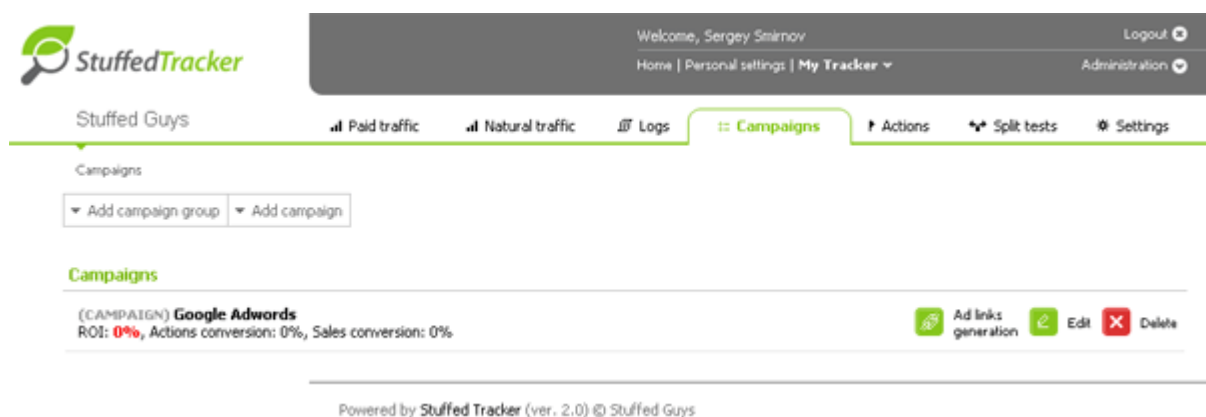 StuffedTracker
Welcome, Sergey Smirnov
Logout
Home | Personal settings | My Tracker
Administration
Stuffed Guys
Paid traffic
Natural traffic
Logs
Campaigns
Actions
Split tests
Settings
Campaigns
Add campaign group
Add campaign
Campaigns
(CAMPAIGN) Google Adwords
ROI: 0%, Actions conversion: 0%, Sales conversion: 0%
Ad links
generation
Edit
Delete
Powered by Stuffed Tracker (ver. 2.0) © Stuffed Guys